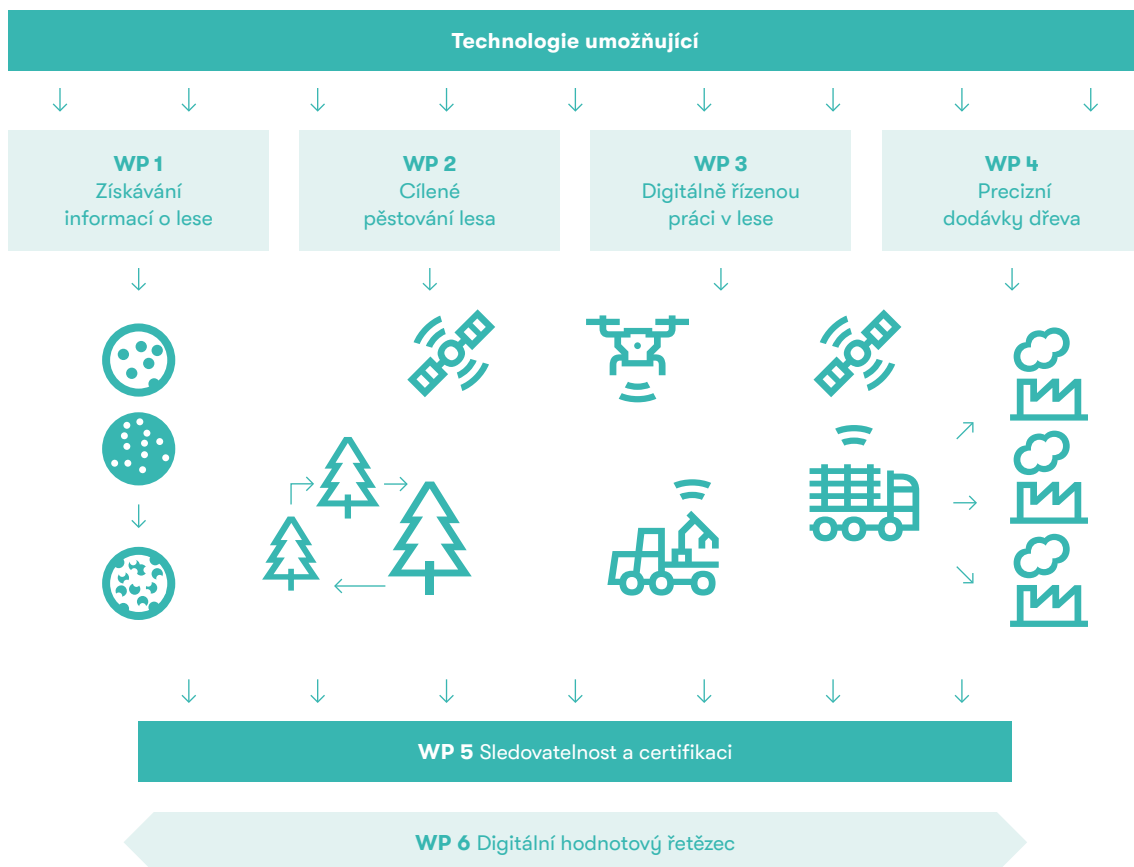 Technologie umožňující
WP 1
Získávání
informací o lese
WP 2
Cílené
pěstování lesa
WP 3
Digitálně řízenou
práci v lese
WP 4
Precizní
dodávky dřeva
WP 5 Sledovatelnost a certifikaci
WP 6 Digitální hodnotový řetězec